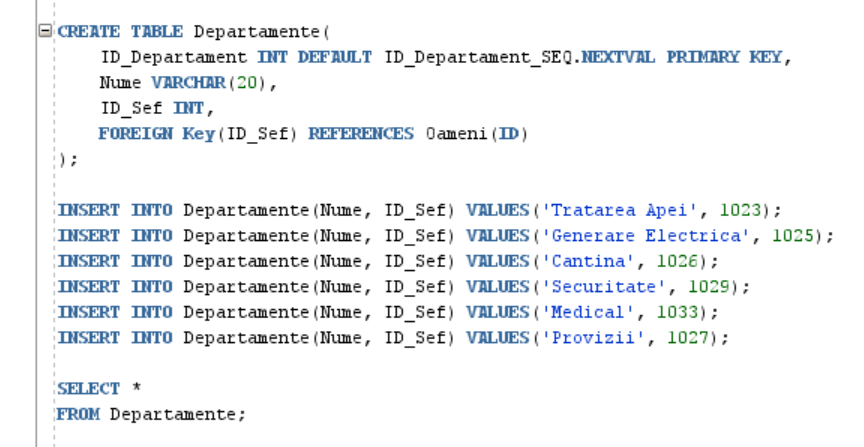 CREATE TABLE Departamente(
ID_Departament INT DEFAULT ID_Departament_SEQ.NEXTVAL PRIMARY KEY,
Nume VARCHAR(20),
ID_Sef INT,
FOREIGN Key(ID_Sef) REFERENCES Oameni(ID)
);
INSERT INTO Departamente(Nume, ID_Sef) VALUES('Tratarea Apei', 1023);
INSERT INTO Departamente(Nume, ID_Sef) VALUES('Generare Electrica', 1025);
INSERT INTO Departamente(Nume, ID_Sef) VALUES('Cantina', 1026);
INSERT INTO Departamente(Nume, ID_Sef) VALUES('Securitate', 1029);
INSERT INTO Departamente(Nume, ID_Sef) VALUES('Medical', 1033);
INSERT INTO Departamente(Nume, ID_Sef) VALUES('Provizii', 1027);
SELECT *
FROM Departamente;